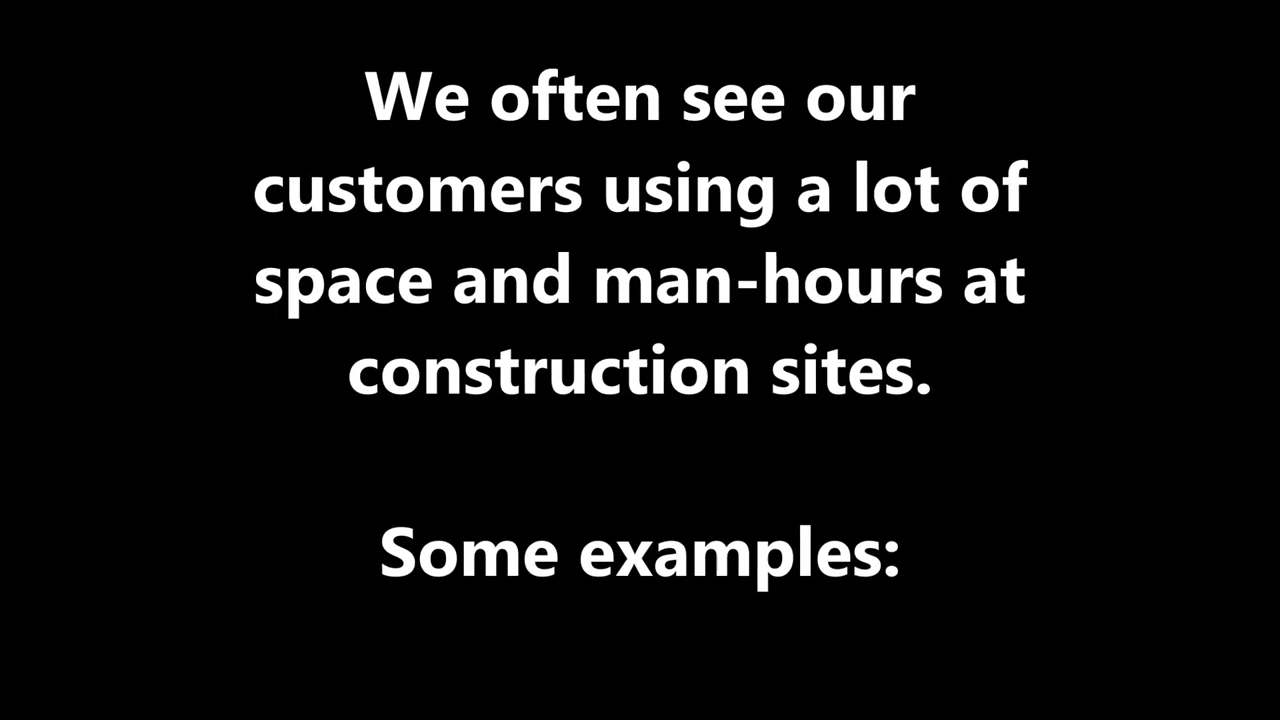 We often see our
customers using a lot of
space and man-hours at
construction sites.
Some examples: